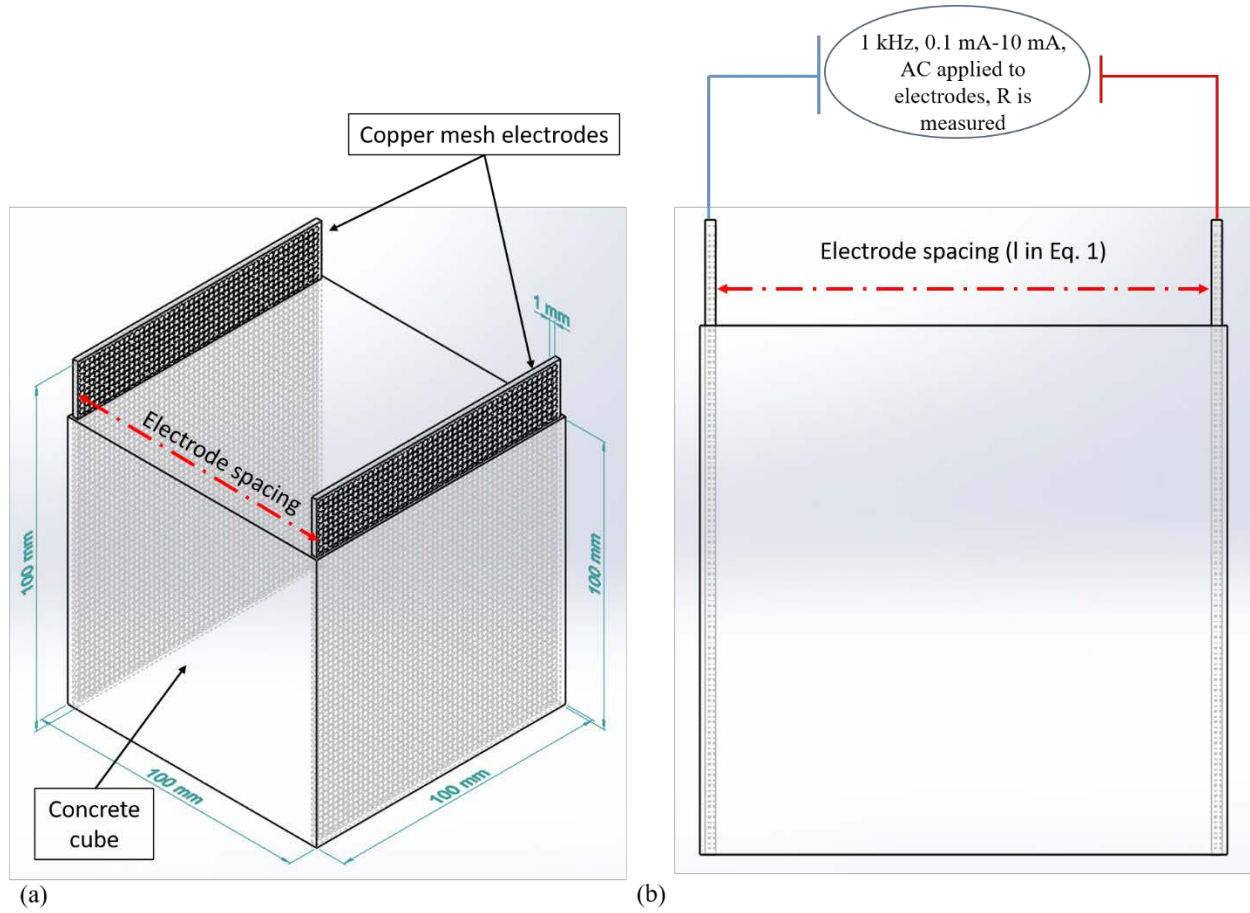 Copper mesh electrodes
1 mm
Electrode spacing
100 mm
100 mm
100 mm
100 mm
Concrete
cube
(a)
1 kHz, 0.1 mA-10 mA,
AC applied to
electrodes, R is
measured
Electrode spacing (l in Eq. 1)
(b)